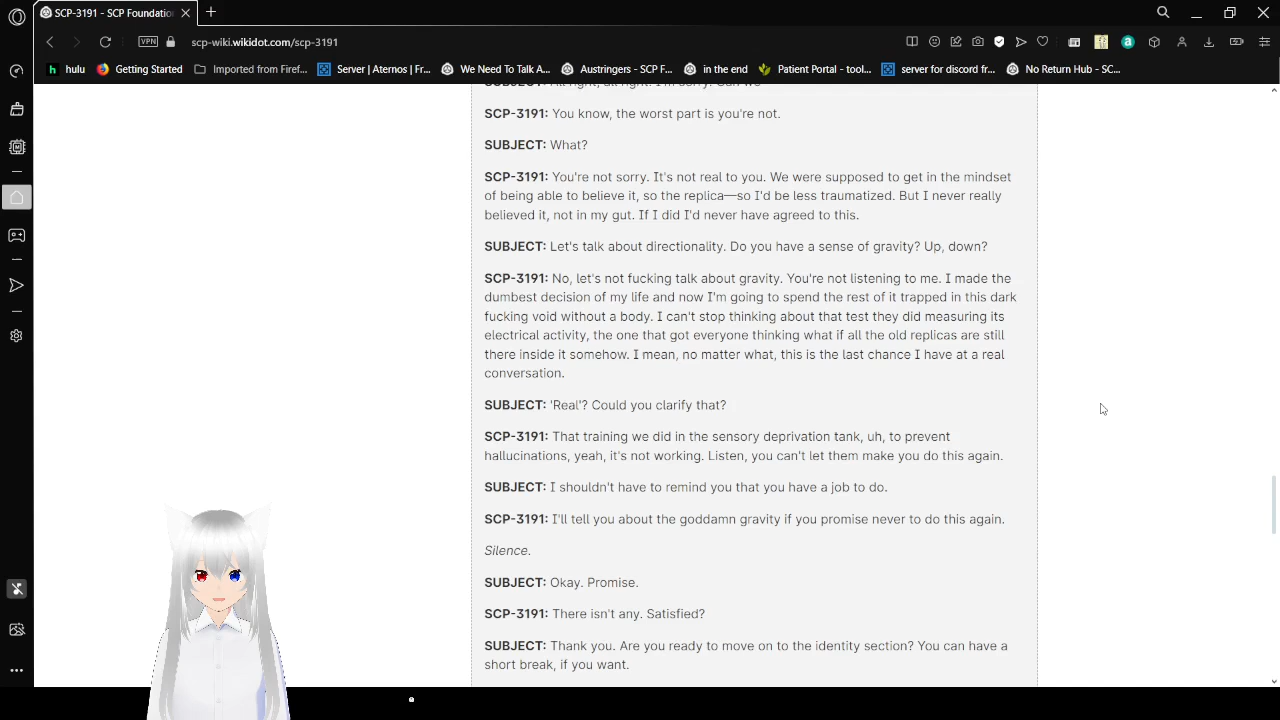 SCP-3191 - SCP Foundatio
scp-wiki.wikidot.com/scp-3191
VPN
hulu
Getting Started
Imported from Firef...
Server | Aternos | Fr...
We Need To Talk A...
Austringers - SCP F...
in the end
Patient Portal - tool...
server for discord fr...
No Return Hub - SC...
SCP-3191: You know, the worst part is you're not.
SUBJECT: What?
SCP-3191: You're not sorry. It's not real to you. We were supposed to get in the mindset
of being able to believe it, so the replica—so I'd be less traumatized. But I never really
believed it, not in my gut. If I did I'd never have agreed to this.
SUBJECT: Let's talk about directionality. Do you have a sense of gravity? Up, down?
SCP-3191: No, let's not fucking talk about gravity. You're not listening to me. I made the
dumbest decision of my life and now I'm going to spend the rest of it trapped in this dark
fucking void without a body. I can't stop thinking about that test they did measuring its
electrical activity, the one that got everyone thinking what if all the old replicas are still
there inside it somehow. I mean, no matter what, this is the last chance I have at a real
conversation.
SUBJECT: 'Real'? Could you clarify that?
SCP-3191: That training we did in the sensory deprivation tank, uh, to prevent
hallucinations, yeah, it's not working. Listen, you can't let them make you do this again.
SUBJECT: I shouldn't have to remind you that you have a job to do.
SCP-3191: I'll tell you about the goddamn gravity if you promise never to do this again.
Silence.
SUBJECT: Okay. Promise.
SCP-3191: There isn't any. Satisfied?
SUBJECT: Thank you. Are you ready to move on to the identity section? You can have a
short break, if you want.